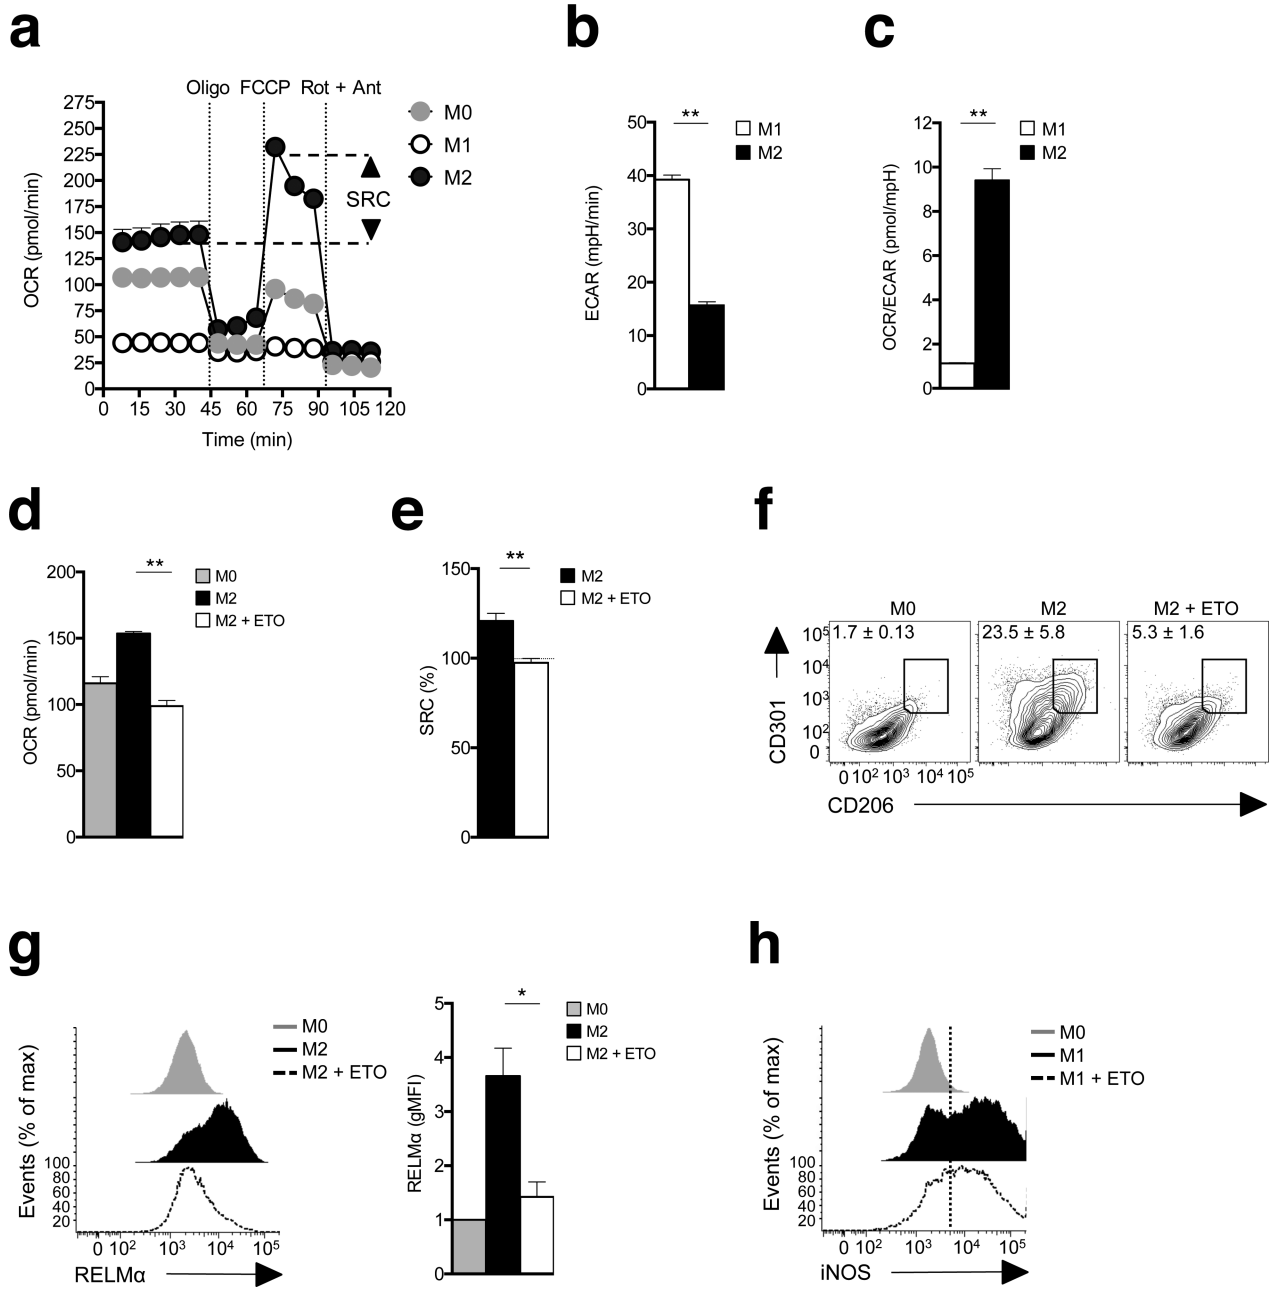 a
Oligo FCCP Rot + Ant
OCR (pmol/min)
275
250
225
200
175
150
125
100
75
50
25
0
0 15 30 45 60 75 90 105 120
Time (min)
SRC
M0
M1
M2
b
ECAR (mpH/min)
50
40
30
20
10
0
**
M1
M2
c
OCR/ECAR (pmol/mpH)
12
10
8
6
4
2
0
**
M1
M2
d
OCR (pmol/min)
200
150
100
50
0
**
M0
M2
M2 + ETO
e
SRC (%)
150
100
50
0
**
M2
M2 + ETO
f
M0 M2 M2 + ETO
1.7 ± 0.13 23.5 ± 5.8 5.3 ± 1.6
CD301
10⁵
10⁴
10³
10²
0
0 10² 10³ 10⁴ 10⁵
CD206
g
Events (% of max)
M0
M2
M2 + ETO
100
80
60
40
20
0 10² 10³ 10⁴ 10⁵
RELMα
RELMα (gMFI)
5
4
3
2
1
0
*
M0
M2
M2 + ETO
h
Events (% of max)
M0
M1
M1 + ETO
100
80
60
40
20
0 10² 10³ 10⁴ 10⁵
iNOS